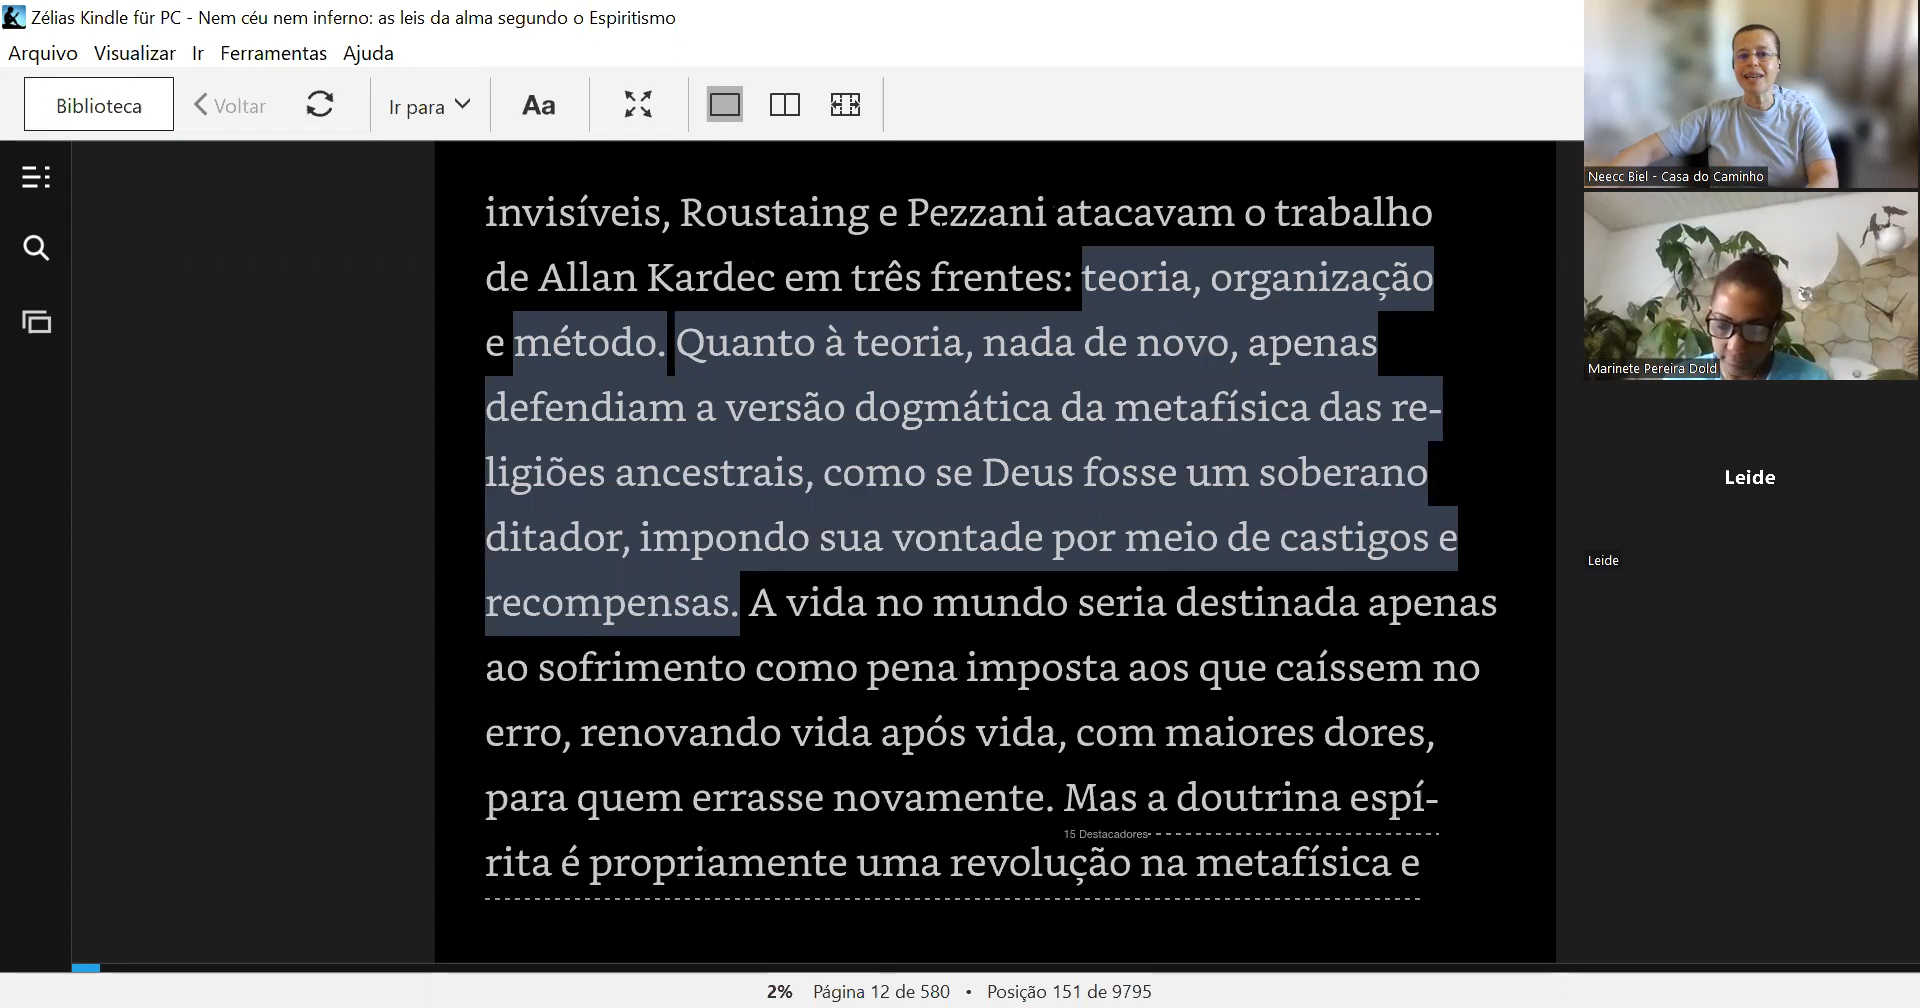 Zélias Kindle für PC - Nem céu nem inferno: as leis da alma segundo o Espiritismo
Arquivo Visualizar Ir Ferramentas Ajuda
Biblioteca Voltar Ir para Aa
invisíveis, Roustaing e Pezzani atacavam o trabalho
de Allan Kardec em três frentes: teoria, organização
e método. Quanto à teoria, nada de novo, apenas
defendiam a versão dogmática da metafísica das re-
ligiões ancestrais, como se Deus fosse um soberano
ditador, impondo sua vontade por meio de castigos e
recompensas. A vida no mundo seria destinada apenas
ao sofrimento como pena imposta aos que caíssem no
erro, renovando vida após vida, com maiores dores,
para quem errasse novamente. Mas a doutrina espí-
15 Destacadores
rita é propriamente uma revolução na metafísica e
2% Página 12 de 580 • Posição 151 de 9795
Neecc Biel - Casa do Caminho
Marinete Pereira Dold
Leide
Leide